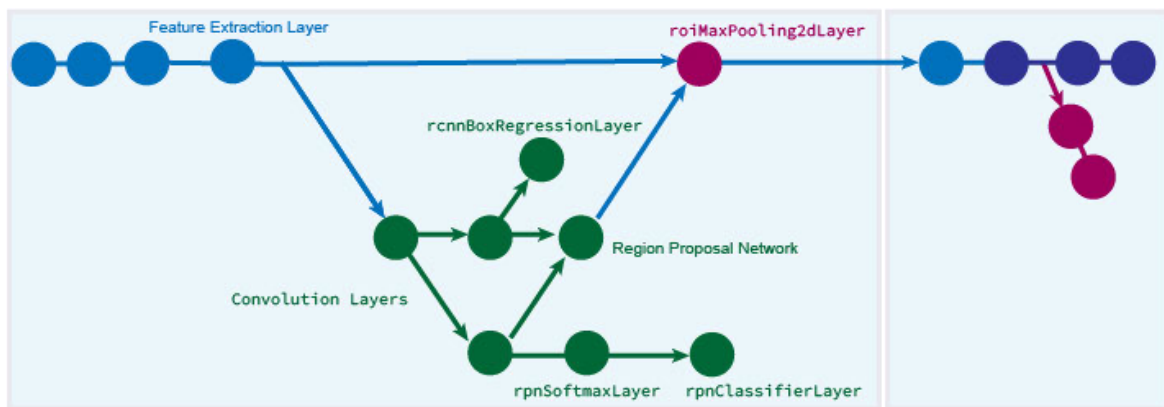 Feature Extraction Layer
roiMaxPooling2dLayer
rcnnBoxRegressionLayer
Region Proposal Network
Convolution Layers
rpnSoftmaxLayer
rpnClassifierLayer